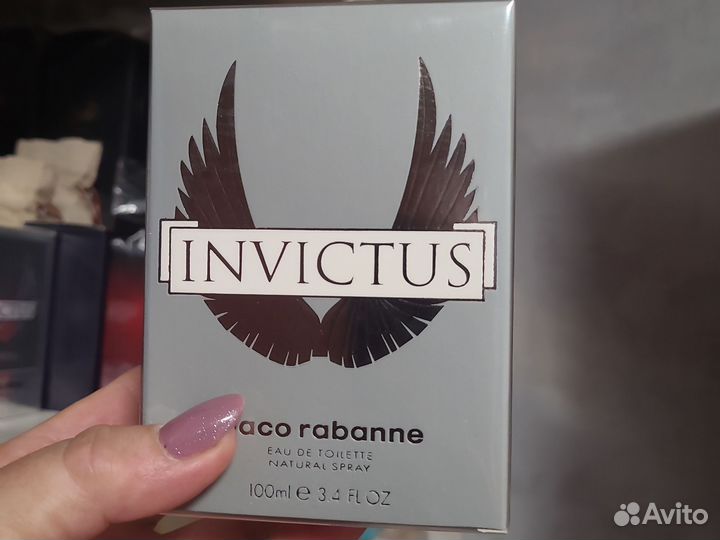 INVICTUS
aco rabanne
EAU DE TOILETTE
NATURAL SPRAY
100ml e 3.4 FL OZ
Avito